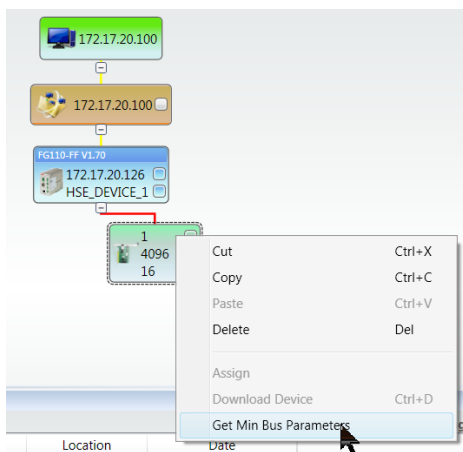 172.17.20.100
172.17.20.100
FG110-FF V1.70
172.17.20.126
HSE_DEVICE_1
1
4096
16
Cut Ctrl+X
Copy Ctrl+C
Paste Ctrl+V
Delete Del
Assign
Download Device Ctrl+D
Get Min Bus Parameters
Location Date